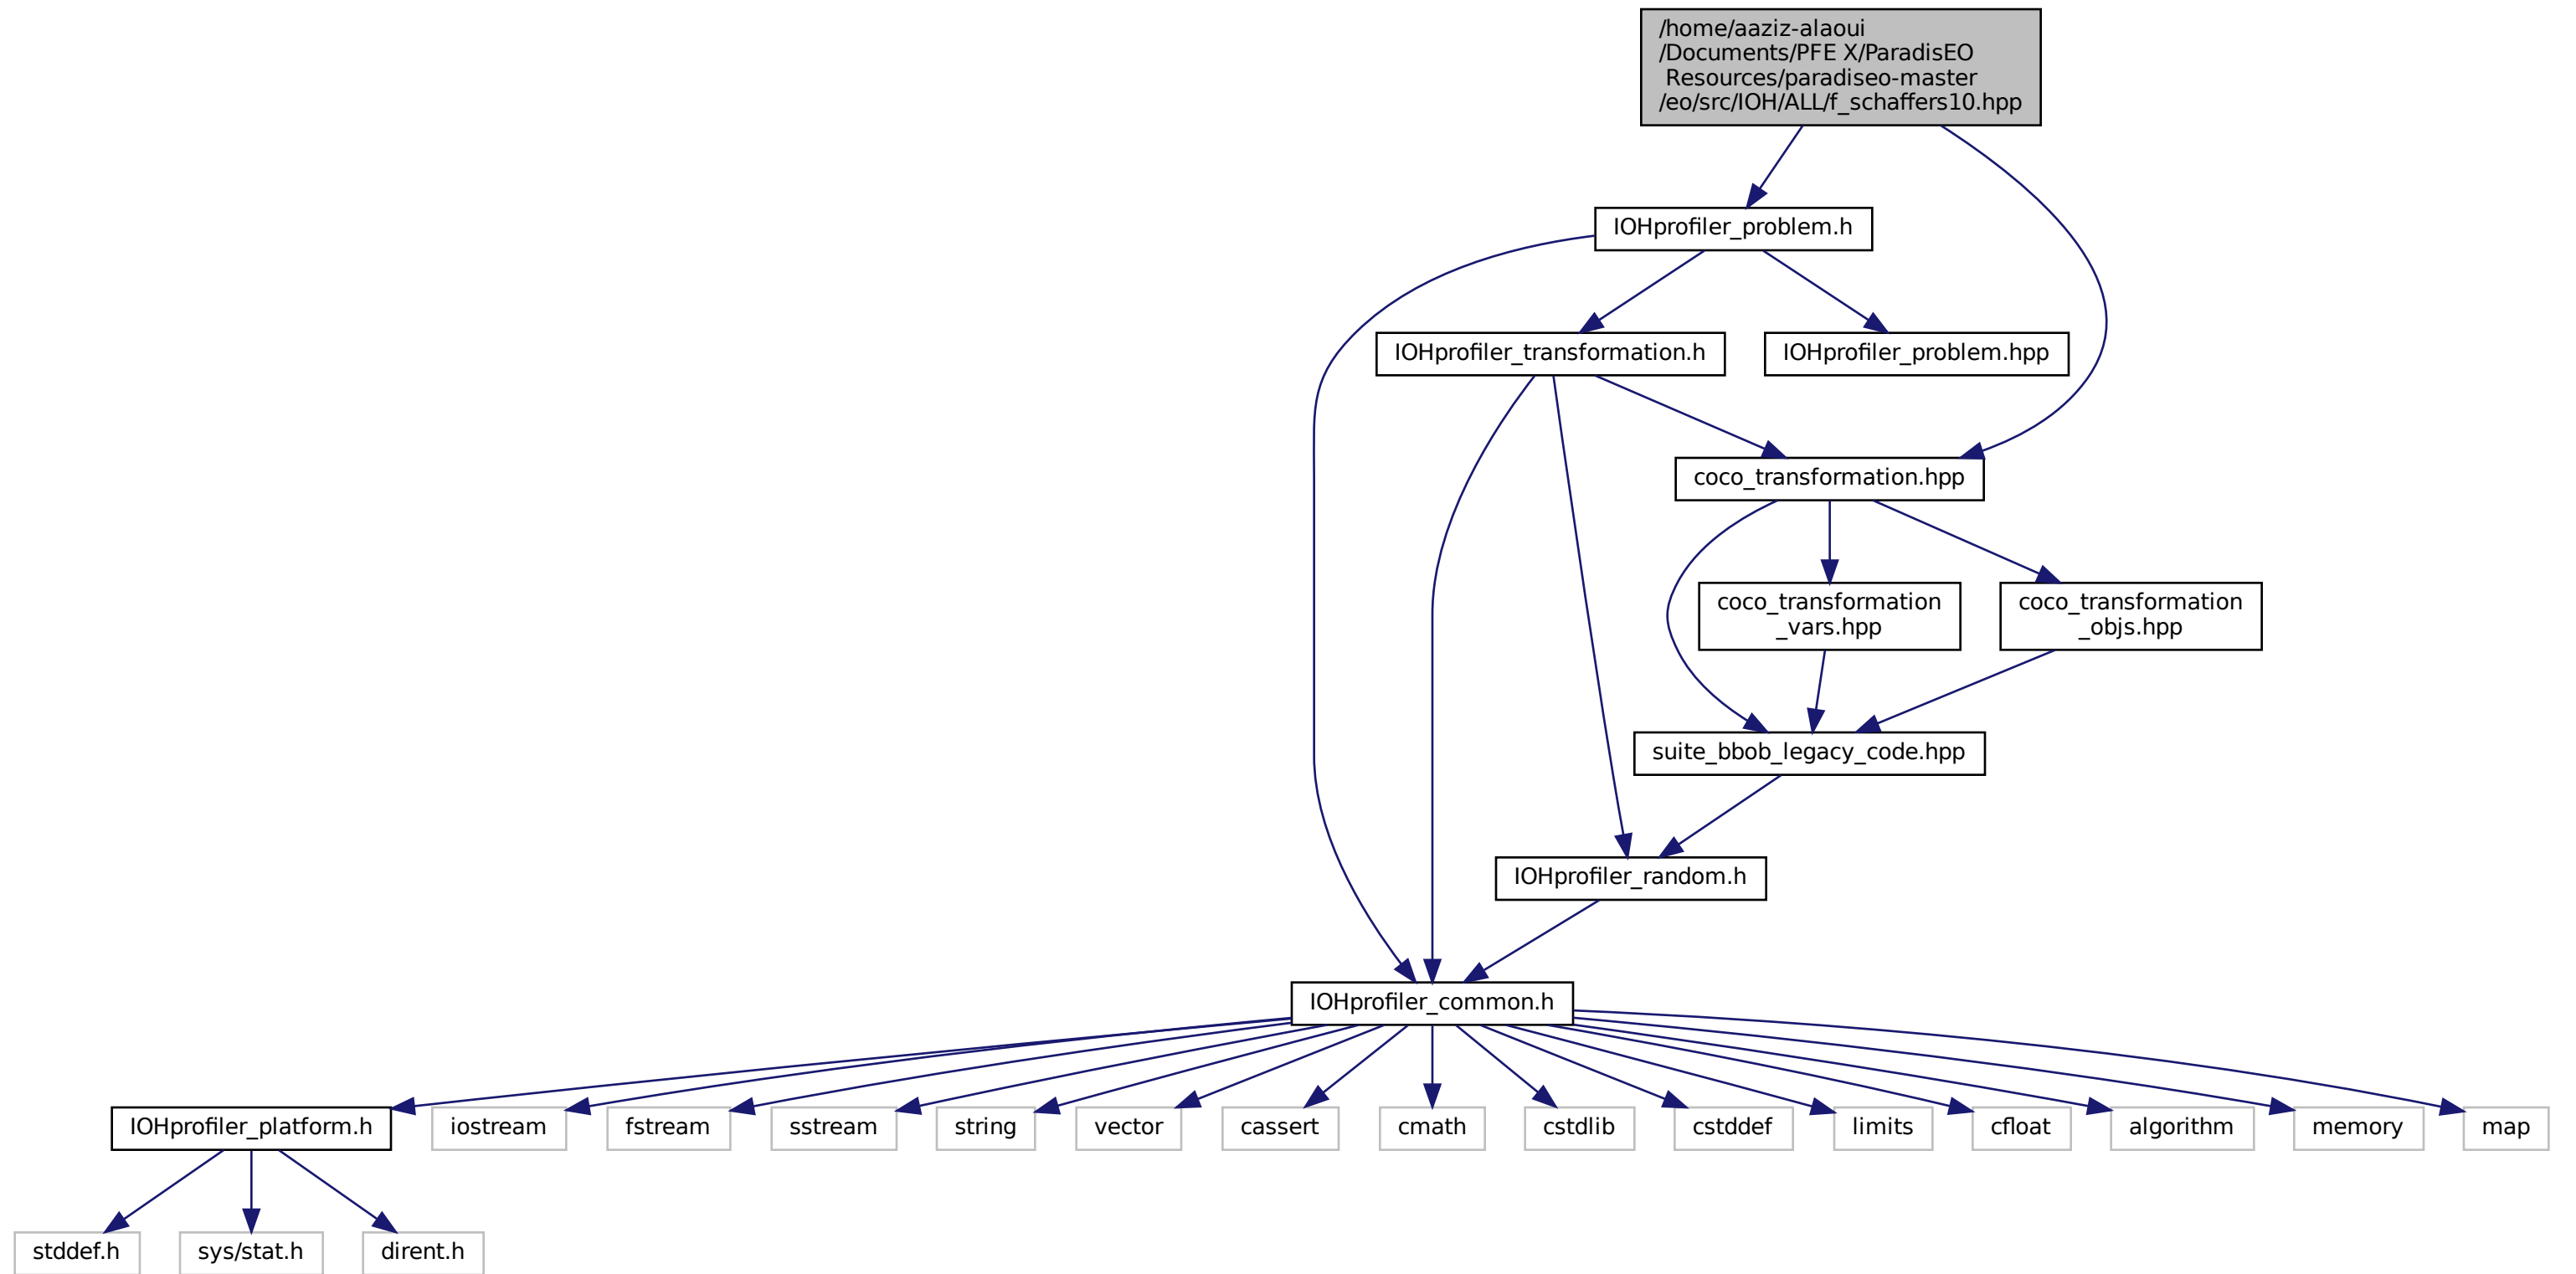 /home/aaziz-alaoui
/Documents/PFE X/ParadisEO
Resources/paradiseo-master
/eo/src/IOH/ALL/f_schaffers10.hpp
IOHprofiler_problem.h
IOHprofiler_transformation.h
IOHprofiler_problem.hpp
coco_transformation.hpp
coco_transformation
_vars.hpp
coco_transformation
_objs.hpp
suite_bbob_legacy_code.hpp
IOHprofiler_random.h
IOHprofiler_common.h
IOHprofiler_platform.h
iostream
fstream
sstream
string
vector
cassert
cmath
cstdlib
cstddef
limits
cfloat
algorithm
memory
map
stddef.h
sys/stat.h
dirent.h